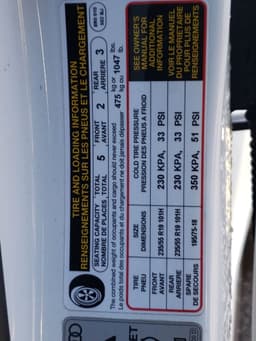 TIRE AND LOADING INFORMATION
RENSEIGNEMENTS SUR LES PNEUS ET LE CHARGEMENT
SEATING CAPACITY TOTAL 5 FRONT 2 REAR 3
NOMBRE DE PLACES TOTAL AVANT ARRIERE
The combined weight of occupants and cargo should never exceed 475 kg or 1047 lbs.
Le poids total des occupants et du chargement ne doit jamais dépasser kg ou lb.
TIRE SIZE COLD TIRE PRESSURE
PNEU DIMENSIONS PRESSION DES PNEUS A FROID
FRONT
AVANT 235/55 R19 101H 230 KPA, 33 PSI
REAR
ARRIERE 235/55 R19 101H 230 KPA, 33 PSI
SPARE
DE SECOURS 195/75-18 350 KPA, 51 PSI
SEE OWNER'S
MANUAL FOR
ADDITIONAL
INFORMATION
VOIR LE MANUEL
DU PROPRIETAIRE
POUR PLUS DE
RENSEIGNEMENTS